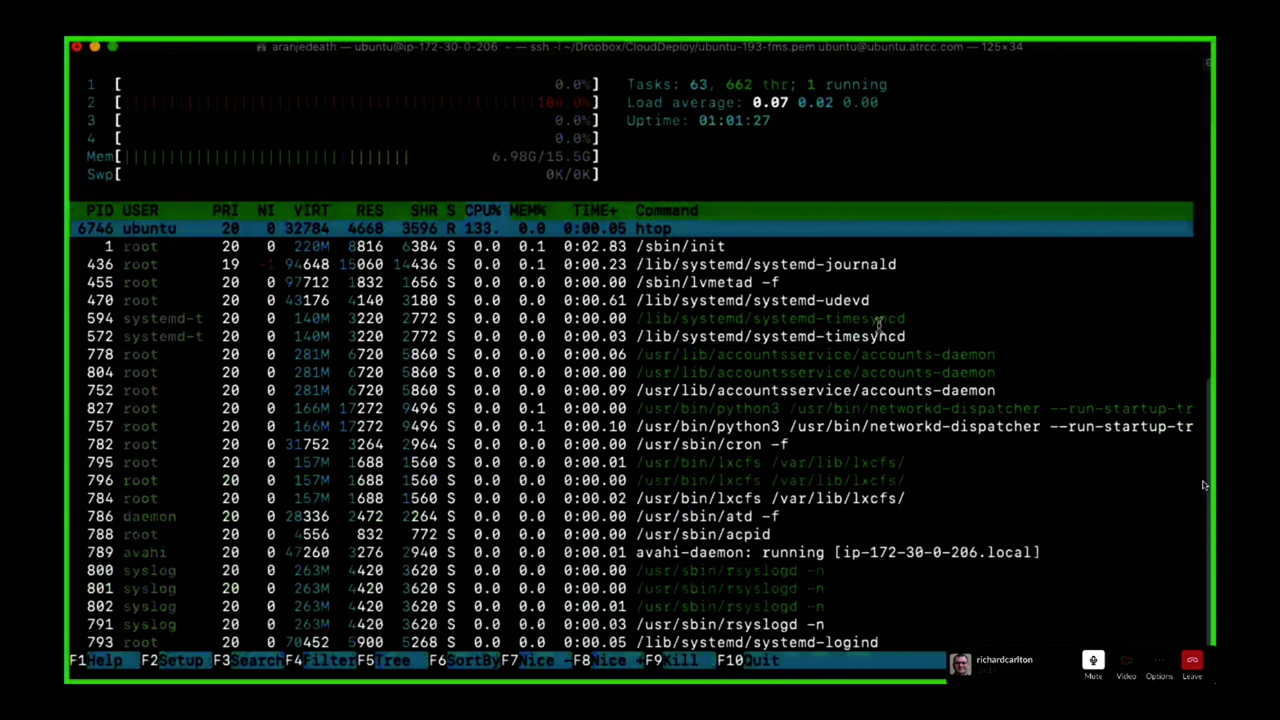 aranjedeath — ubuntu@ip-172-30-0-206: ~ — ssh -i ~/Dropbox/CloudDeploy/ubuntu-193-fms.pem ubuntu@ubuntu.atrcc.com — 125×34
1 [ 0.0%] Tasks: 63, 662 thr; 1 running
2 [ 100.0%] Load average: 0.07 0.02 0.00
3 [ 0.0%] Uptime: 01:01:27
4 [ 0.0%]
Mem[ 6.98G/15.5G]
Swp[ 0K/0K]
PID USER PRI NI VIRT RES SHR S CPU% MEM% TIME+ Command
6746 ubuntu 20 0 32784 4668 3596 R 133. 0.0 0:00.05 htop
1 root 20 0 220M 8816 6384 S 0.0 0.1 0:02.83 /sbin/init
436 root 19 -1 94648 15060 14436 S 0.0 0.1 0:00.23 /lib/systemd/systemd-journald
455 root 20 0 97712 1832 1656 S 0.0 0.0 0:00.00 /sbin/lvmetad -f
470 root 20 0 43176 4140 3180 S 0.0 0.0 0:00.61 /lib/systemd/systemd-udevd
594 systemd-t 20 0 140M 3220 2772 S 0.0 0.0 0:00.00 /lib/systemd/systemd-timesyncd
572 systemd-t 20 0 140M 3220 2772 S 0.0 0.0 0:00.03 /lib/systemd/systemd-timesyncd
778 root 20 0 281M 6720 5860 S 0.0 0.0 0:00.06 /usr/lib/accountsservice/accounts-daemon
804 root 20 0 281M 6720 5860 S 0.0 0.0 0:00.00 /usr/lib/accountsservice/accounts-daemon
752 root 20 0 281M 6720 5860 S 0.0 0.0 0:00.09 /usr/lib/accountsservice/accounts-daemon
827 root 20 0 166M 17272 9496 S 0.0 0.1 0:00.00 /usr/bin/python3 /usr/bin/networkd-dispatcher --run-startup-tr
757 root 20 0 166M 17272 9496 S 0.0 0.1 0:00.10 /usr/bin/python3 /usr/bin/networkd-dispatcher --run-startup-tr
782 root 20 0 31752 3264 2964 S 0.0 0.0 0:00.00 /usr/sbin/cron -f
795 root 20 0 157M 1688 1560 S 0.0 0.0 0:00.01 /usr/bin/lxcfs /var/lib/lxcfs/
796 root 20 0 157M 1688 1560 S 0.0 0.0 0:00.00 /usr/bin/lxcfs /var/lib/lxcfs/
784 root 20 0 157M 1688 1560 S 0.0 0.0 0:00.02 /usr/bin/lxcfs /var/lib/lxcfs/
786 daemon 20 0 28336 2472 2264 S 0.0 0.0 0:00.00 /usr/sbin/atd -f
788 root 20 0 4556 832 772 S 0.0 0.0 0:00.00 /usr/sbin/acpid
789 avahi 20 0 47260 3276 2940 S 0.0 0.0 0:00.01 avahi-daemon: running [ip-172-30-0-206.local]
800 syslog 20 0 263M 4420 3620 S 0.0 0.0 0:00.00 /usr/sbin/rsyslogd -n
801 syslog 20 0 263M 4420 3620 S 0.0 0.0 0:00.00 /usr/sbin/rsyslogd -n
802 syslog 20 0 263M 4420 3620 S 0.0 0.0 0:00.01 /usr/sbin/rsyslogd -n
791 syslog 20 0 263M 4420 3620 S 0.0 0.0 0:00.03 /usr/sbin/rsyslogd -n
793 root 20 0 70452 5900 5268 S 0.0 0.0 0:00.05 /lib/systemd/systemd-logind
F1Help F2Setup F3SearchF4FilterF5Tree F6SortByF7Nice -F8Nice +F9Kill F10Quit
richardcarlton
Mute Video Options Leave